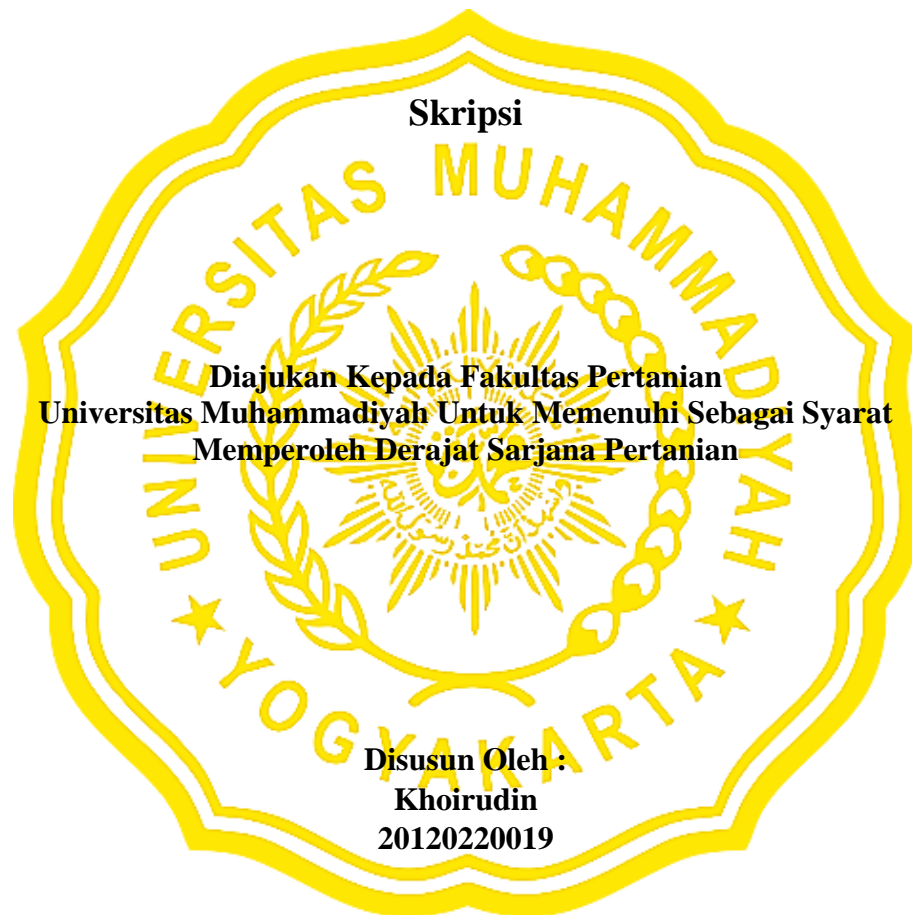 Skripsi
UNIVERSITAS MUHAMMADIYAH
Diajukan Kepada Fakultas Pertanian
Universitas Muhammadiyah Untuk Memenuhi Sebagai Syarat
Memperoleh Derajat Sarjana Pertanian
YOGYAKARTA
Disusun Oleh :
Khoirudin
20120220019